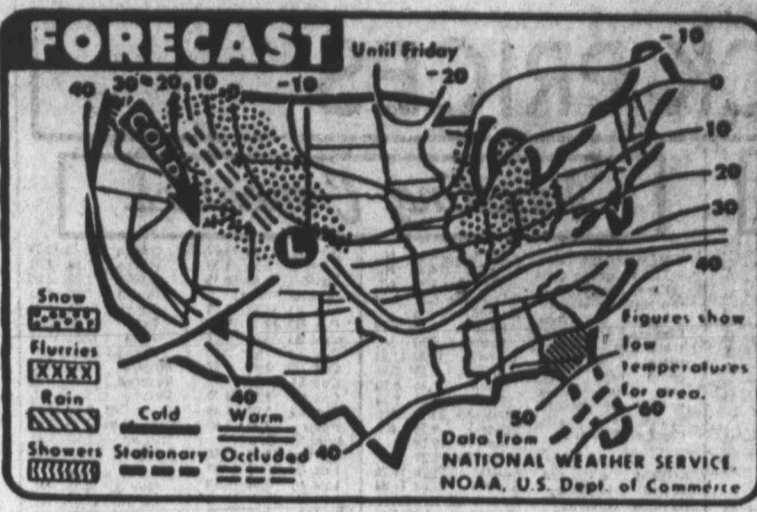 FORECAST
Until Friday
40 30 20 10 0 -10 -20 -10
0
10
20
30
40
COLD
L
Snow
Flurries
Rain
Showers
Cold
Stationary
Warm
Occluded
40
40
50
60
Figures show
low
temperatures
for area.
Data from
NATIONAL WEATHER SERVICE.
NOAA, U.S. Dept. of Commerce